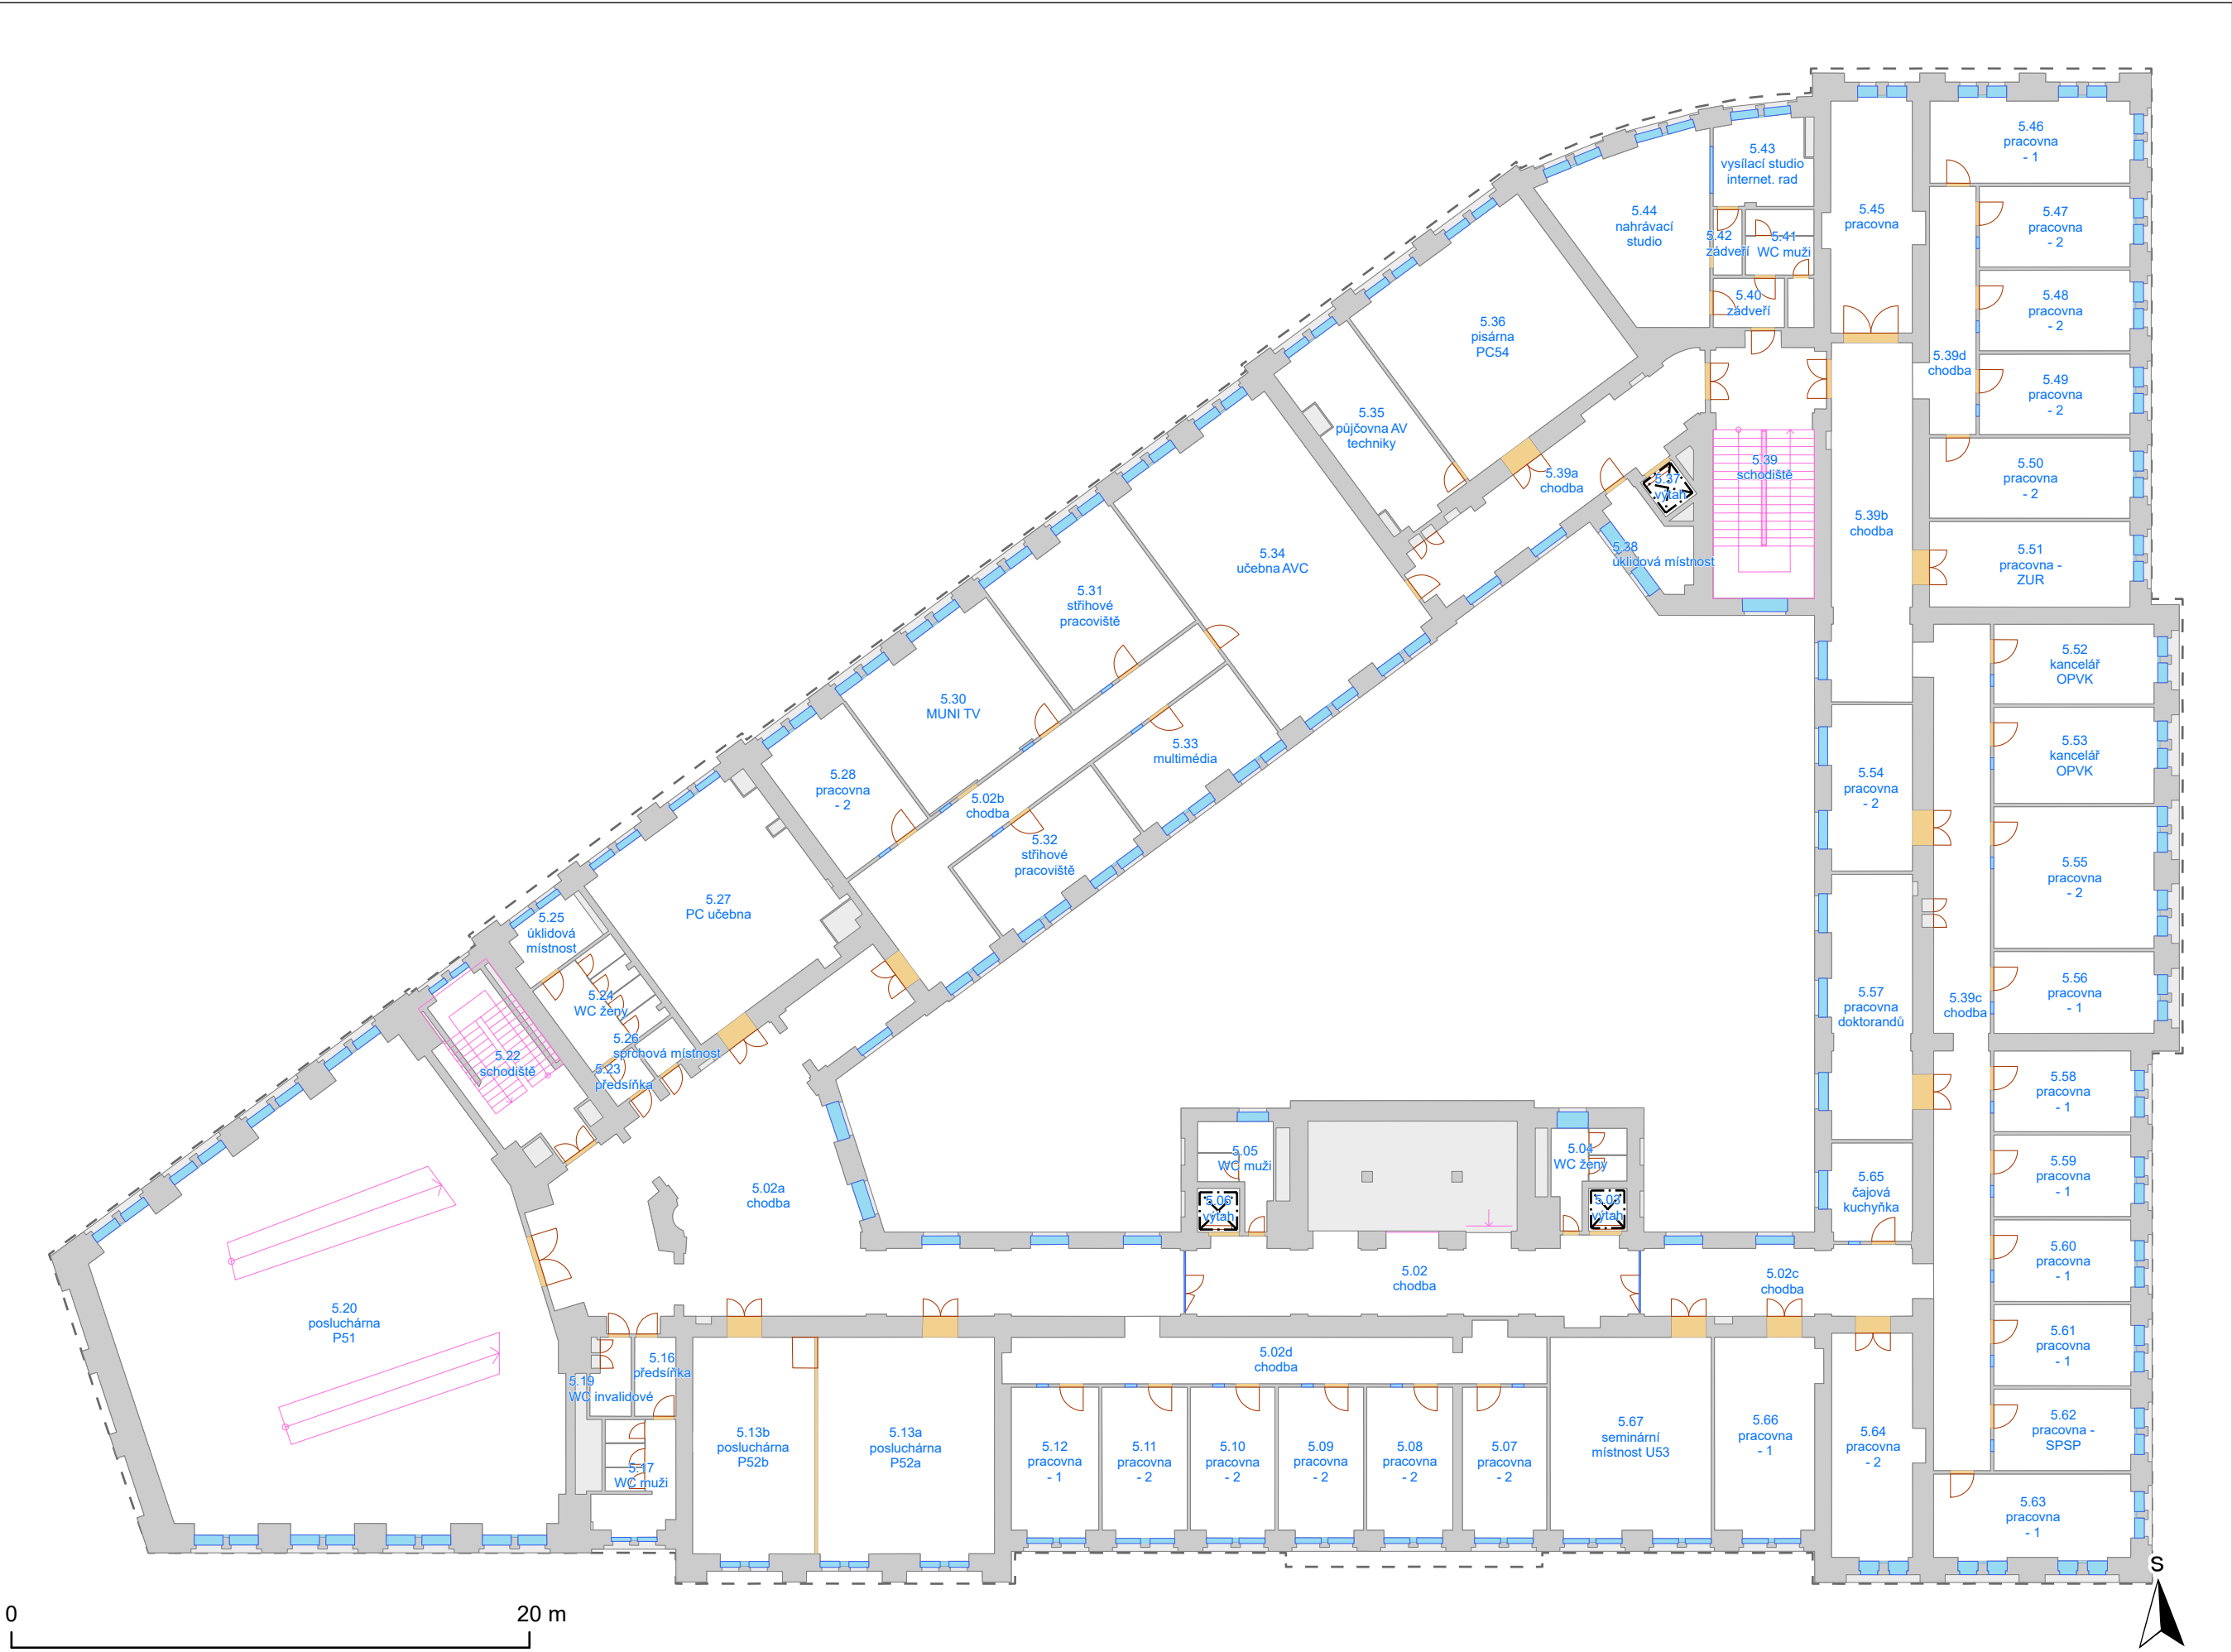 5.46
pracovna
- 1
5.43
vysílací studio
internet. rad
5.44
nahrávací
studio
5.45
pracovna
5.47
pracovna
- 2
5.42
zádveří
5.41
WC muži
5.40
zádveří
5.48
pracovna
- 2
5.36
pisárna
PC54
5.39d
chodba
5.49
pracovna
- 2
5.35
půjčovna AV
techniky
5.39a
chodba
5.37
výtah
5.39
schodiště
5.50
pracovna
- 2
5.39b
chodba
5.38
úklidová místnost
5.51
pracovna -
ZUR
5.34
učebna AVC
5.31
střihové
pracoviště
5.52
kancelář
OPVK
5.30
MUNI TV
5.33
multimédia
5.53
kancelář
OPVK
5.28
pracovna
- 2
5.02b
chodba
5.54
pracovna
- 2
5.32
střihové
pracoviště
5.55
pracovna
- 2
5.27
PC učebna
5.25
úklidová
místnost
5.24
WC ženy
5.26
sprchová místnost
5.23
předsíňka
5.22
schodiště
5.57
pracovna
doktorandů
5.39c
chodba
5.56
pracovna
- 1
5.58
pracovna
- 1
5.05
WC muži
5.04
WC ženy
5.06
výtah
5.03
výtah
5.65
čajová
kuchyňka
5.59
pracovna
- 1
5.02a
chodba
5.60
pracovna
- 1
5.02
chodba
5.02c
chodba
5.20
posluchárna
P51
5.61
pracovna
- 1
5.16
předsíňka
5.19
WC invalidové
5.02d
chodba
5.17
WC muži
5.13b
posluchárna
P52b
5.13a
posluchárna
P52a
5.12
pracovna
- 1
5.11
pracovna
- 2
5.10
pracovna
- 2
5.09
pracovna
- 2
5.08
pracovna
- 2
5.07
pracovna
- 2
5.67
seminární
místnost U53
5.66
pracovna
- 1
5.64
pracovna
- 2
5.62
pracovna -
SPSP
5.63
pracovna
- 1
S
0
20 m